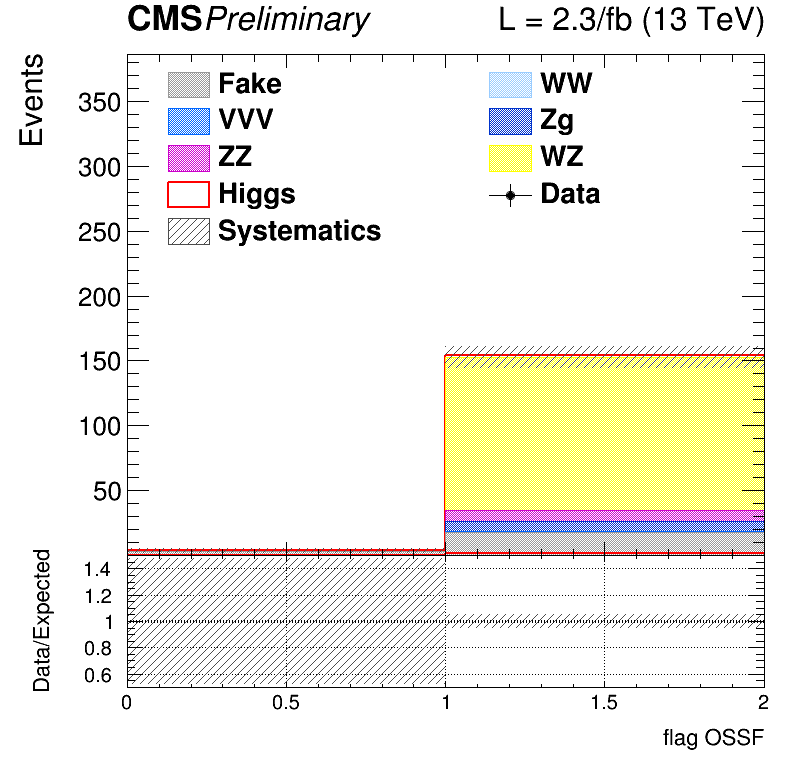 CMSPreliminary L = 2.3/fb (13 TeV)
Events
350
300
250
200
150
100
50
Fake WW
VVV Zg
ZZ WZ
Higgs Data
Systematics
Data/Expected
1.4
1.2
1
0.8
0.6
0 0.5 1 1.5 2
flag OSSF